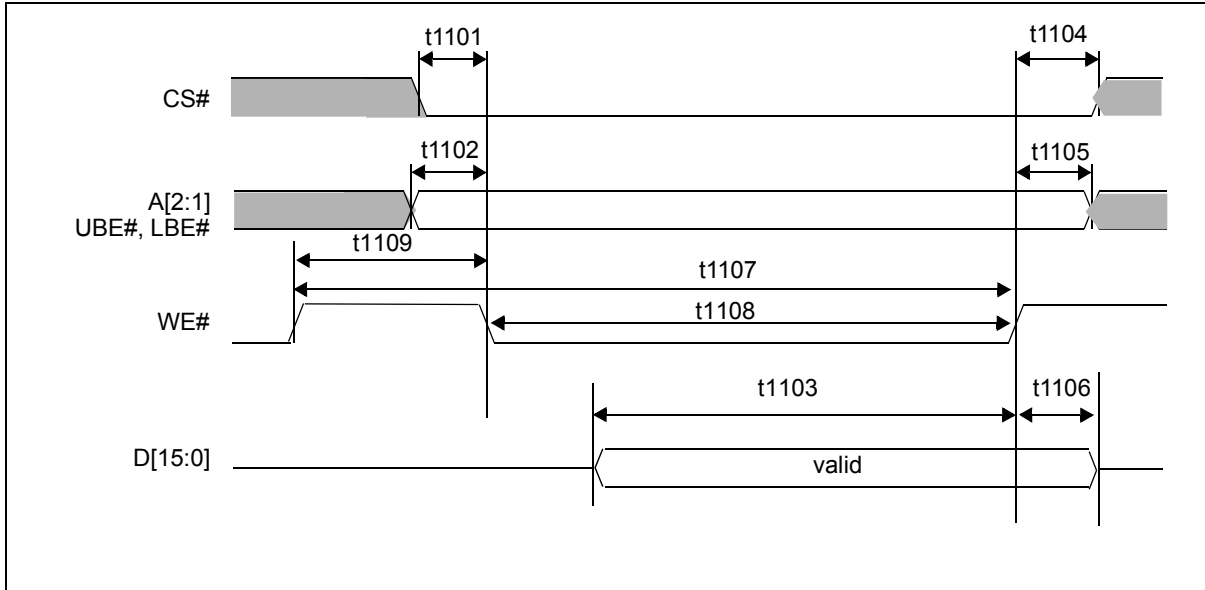 t1101
t1104
CS#
t1102
t1105
A[2:1]
UBE#, LBE#
t1109
t1107
WE#
t1108
t1103
t1106
D[15:0]
valid